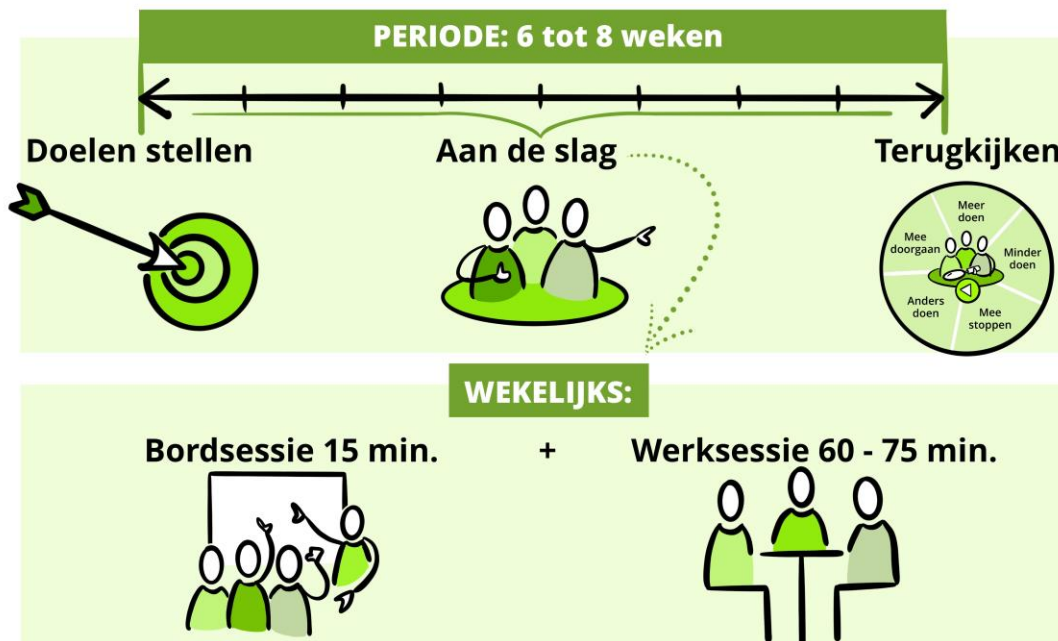 PERIODE: 6 tot 8 weken
Doelen stellen
Aan de slag
Terugkijken
Meer
doen
Mee
doorgaan
Minder
doen
Anders
doen
Mee
stoppen
WEKELIJKS:
Bordsessie 15 min. + Werksessie 60 - 75 min.